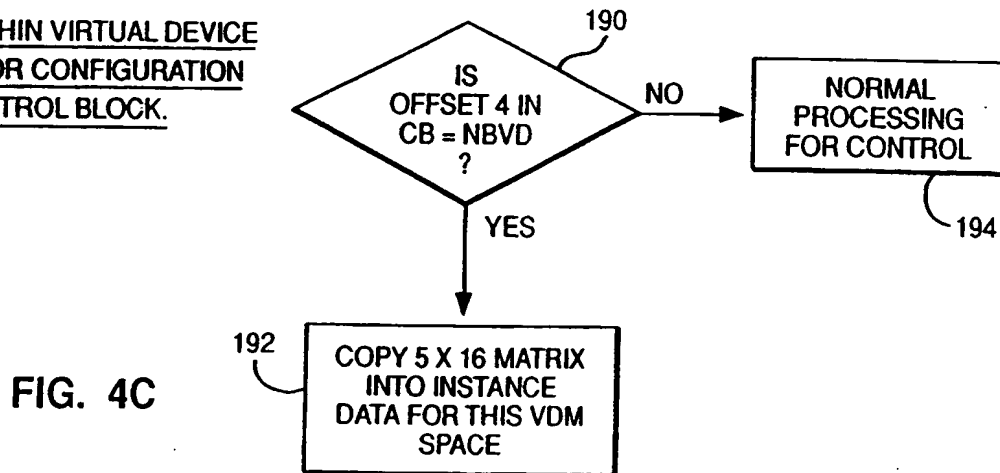 HIN VIRTUAL DEVICE
OR CONFIGURATION
TROL BLOCK.
190
IS
OFFSET 4 IN
CB = NBVD
?
NO
NORMAL
PROCESSING
FOR CONTROL
194
YES
192
COPY 5 X 16 MATRIX
INTO INSTANCE
DATA FOR THIS VDM
SPACE
FIG. 4C